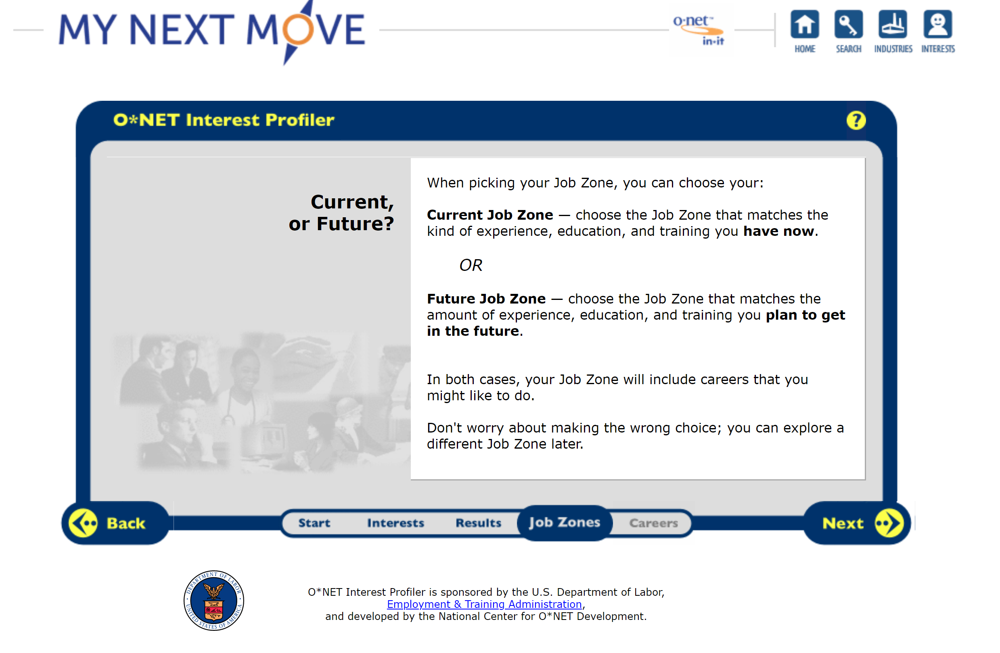 MY NEXT MOVE
o·net™
in·it
HOME
SEARCH
INDUSTRIES
INTERESTS
O*NET Interest Profiler
?
Current,
or Future?
When picking your Job Zone, you can choose your:
Current Job Zone — choose the Job Zone that matches the
kind of experience, education, and training you have now.
OR
Future Job Zone — choose the Job Zone that matches the
amount of experience, education, and training you plan to get
in the future.
In both cases, your Job Zone will include careers that you
might like to do.
Don't worry about making the wrong choice; you can explore a
different Job Zone later.
Back
Start
Interests
Results
Job Zones
Careers
Next
DEPARTMENT OF LABOR
UNITED STATES OF AMERICA
O*NET Interest Profiler is sponsored by the U.S. Department of Labor,
Employment & Training Administration,
and developed by the National Center for O*NET Development.